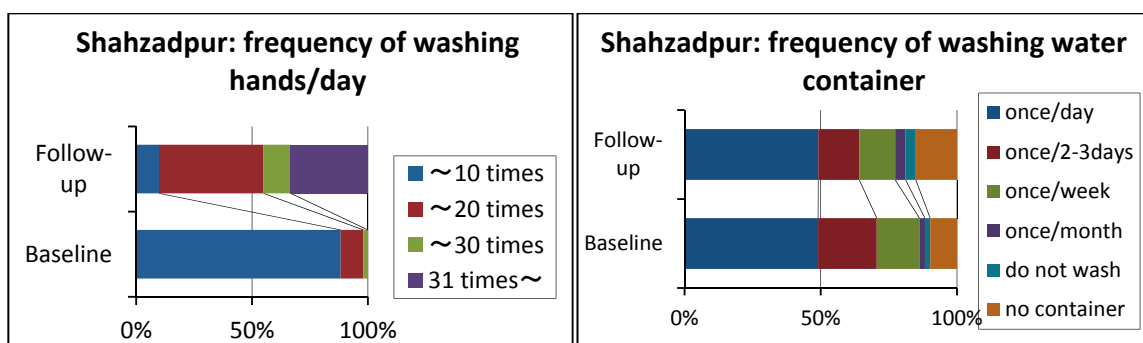 Shahzadpur: frequency of washing
hands/day
Follow-
up
Baseline
0%
50%
100%
～10 times
～20 times
～30 times
31 times～
Shahzadpur: frequency of washing water
container
Follow-
up
Baseline
0%
50%
100%
once/day
once/2-3days
once/week
once/month
do not wash
no container